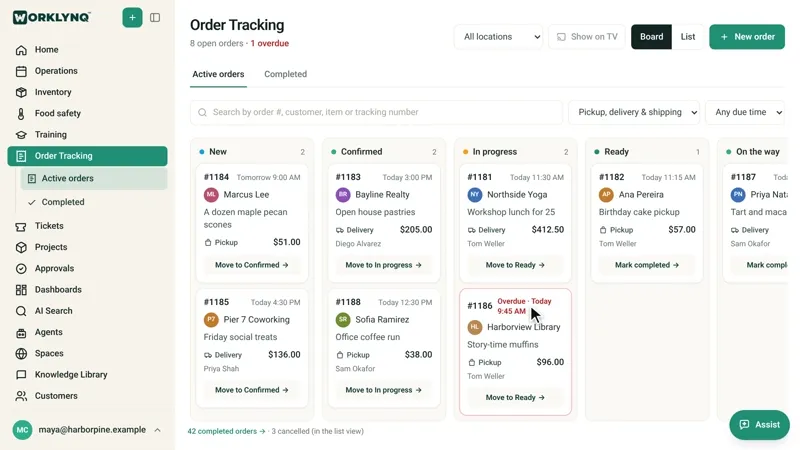 WORKLYNQ
Home
Operations
Inventory
Food safety
Training
Order Tracking
Active orders
Completed
Tickets
Projects
Approvals
Dashboards
AI Search
Agents
Spaces
Knowledge Library
Customers
MC maya@harborpine.example
Order Tracking
8 open orders · 1 overdue
All locations
Show on TV
Board
List
+ New order
Active orders
Completed
Search by order #, customer, item or tracking number
Pickup, delivery & shipping
Any due time
New 2
#1184 Tomorrow 9:00 AM
ML Marcus Lee
A dozen maple pecan
scones
Pickup $51.00
Move to Confirmed →
#1185 Today 4:30 PM
P7 Pier 7 Coworking
Friday social treats
Delivery $136.00
Priya Shah
Move to Confirmed →
Confirmed 2
#1183 Today 3:00 PM
BR Bayline Realty
Open house pastries
Delivery $205.00
Diego Alvarez
Move to In progress →
#1188 Today 12:30 PM
SR Sofia Ramirez
Office coffee run
Pickup $38.00
Sam Okafor
Move to In progress →
In progress 2
#1181 Today 11:30 AM
NY Northside Yoga
Workshop lunch for 25
Delivery $412.50
Tom Weller
Move to Ready →
#1186 Overdue · Today
9:45 AM
HL Harborview Library
Story-time muffins
Pickup $96.00
Tom Weller
Move to Ready →
Ready 1
#1182 Today 11:15 AM
AP Ana Pereira
Birthday cake pickup
Pickup $57.00
Tom Weller
Mark completed →
On the way
#1187 Today
PN Priya Nata
Tart and maca
Delivery
Sam Okafor
Mark compl
42 completed orders → · 3 cancelled (in the list view)
Assist